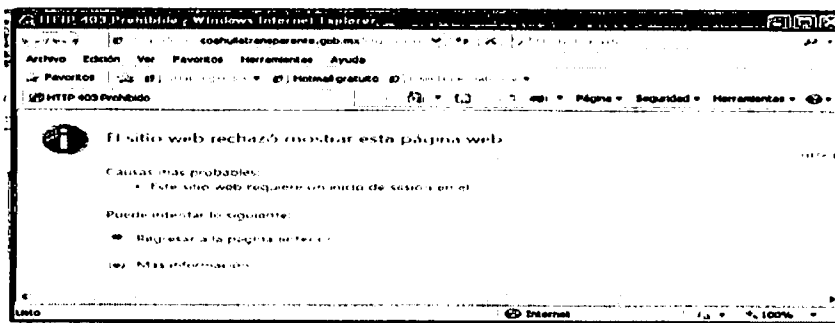 HTTP 403 Prohibido - Windows Internet Explorer
coahuilatransparente.gob.mx
Archivo Edición Ver Favoritos Herramientas Ayuda
Favoritos Hotmail gratuito
HTTP 403 Prohibido Página Seguridad Herramientas
El sitio web rechazó mostrar esta página web
Causas más probables:
• Este sitio web requiere un inicio de sesión en el
Puede intentar lo siguiente:
Regresar a la página anterior
Más información
Listo Internet 100%